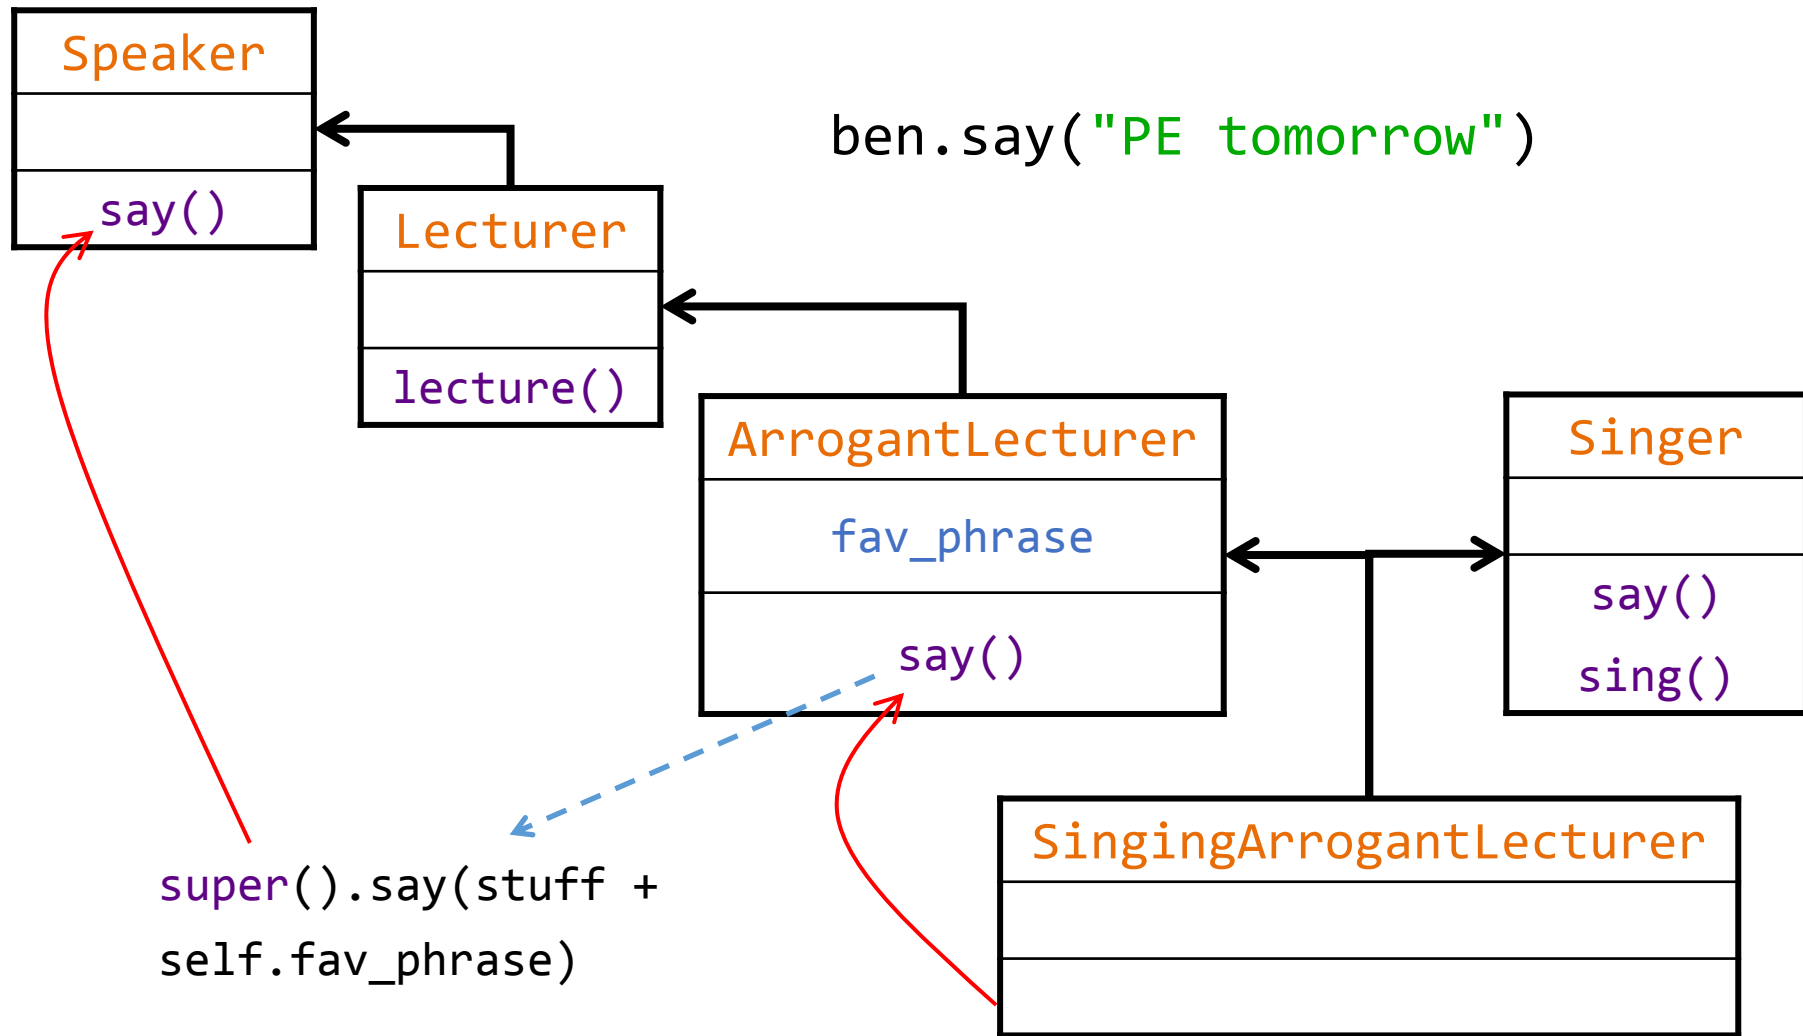 Speaker
say()
ben.say("PE tomorrow")
Lecturer
lecture()
ArrogantLecturer
fav_phrase
say()
Singer
say()
sing()
super().say(stuff +
self.fav_phrase)
SingingArrogantLecturer